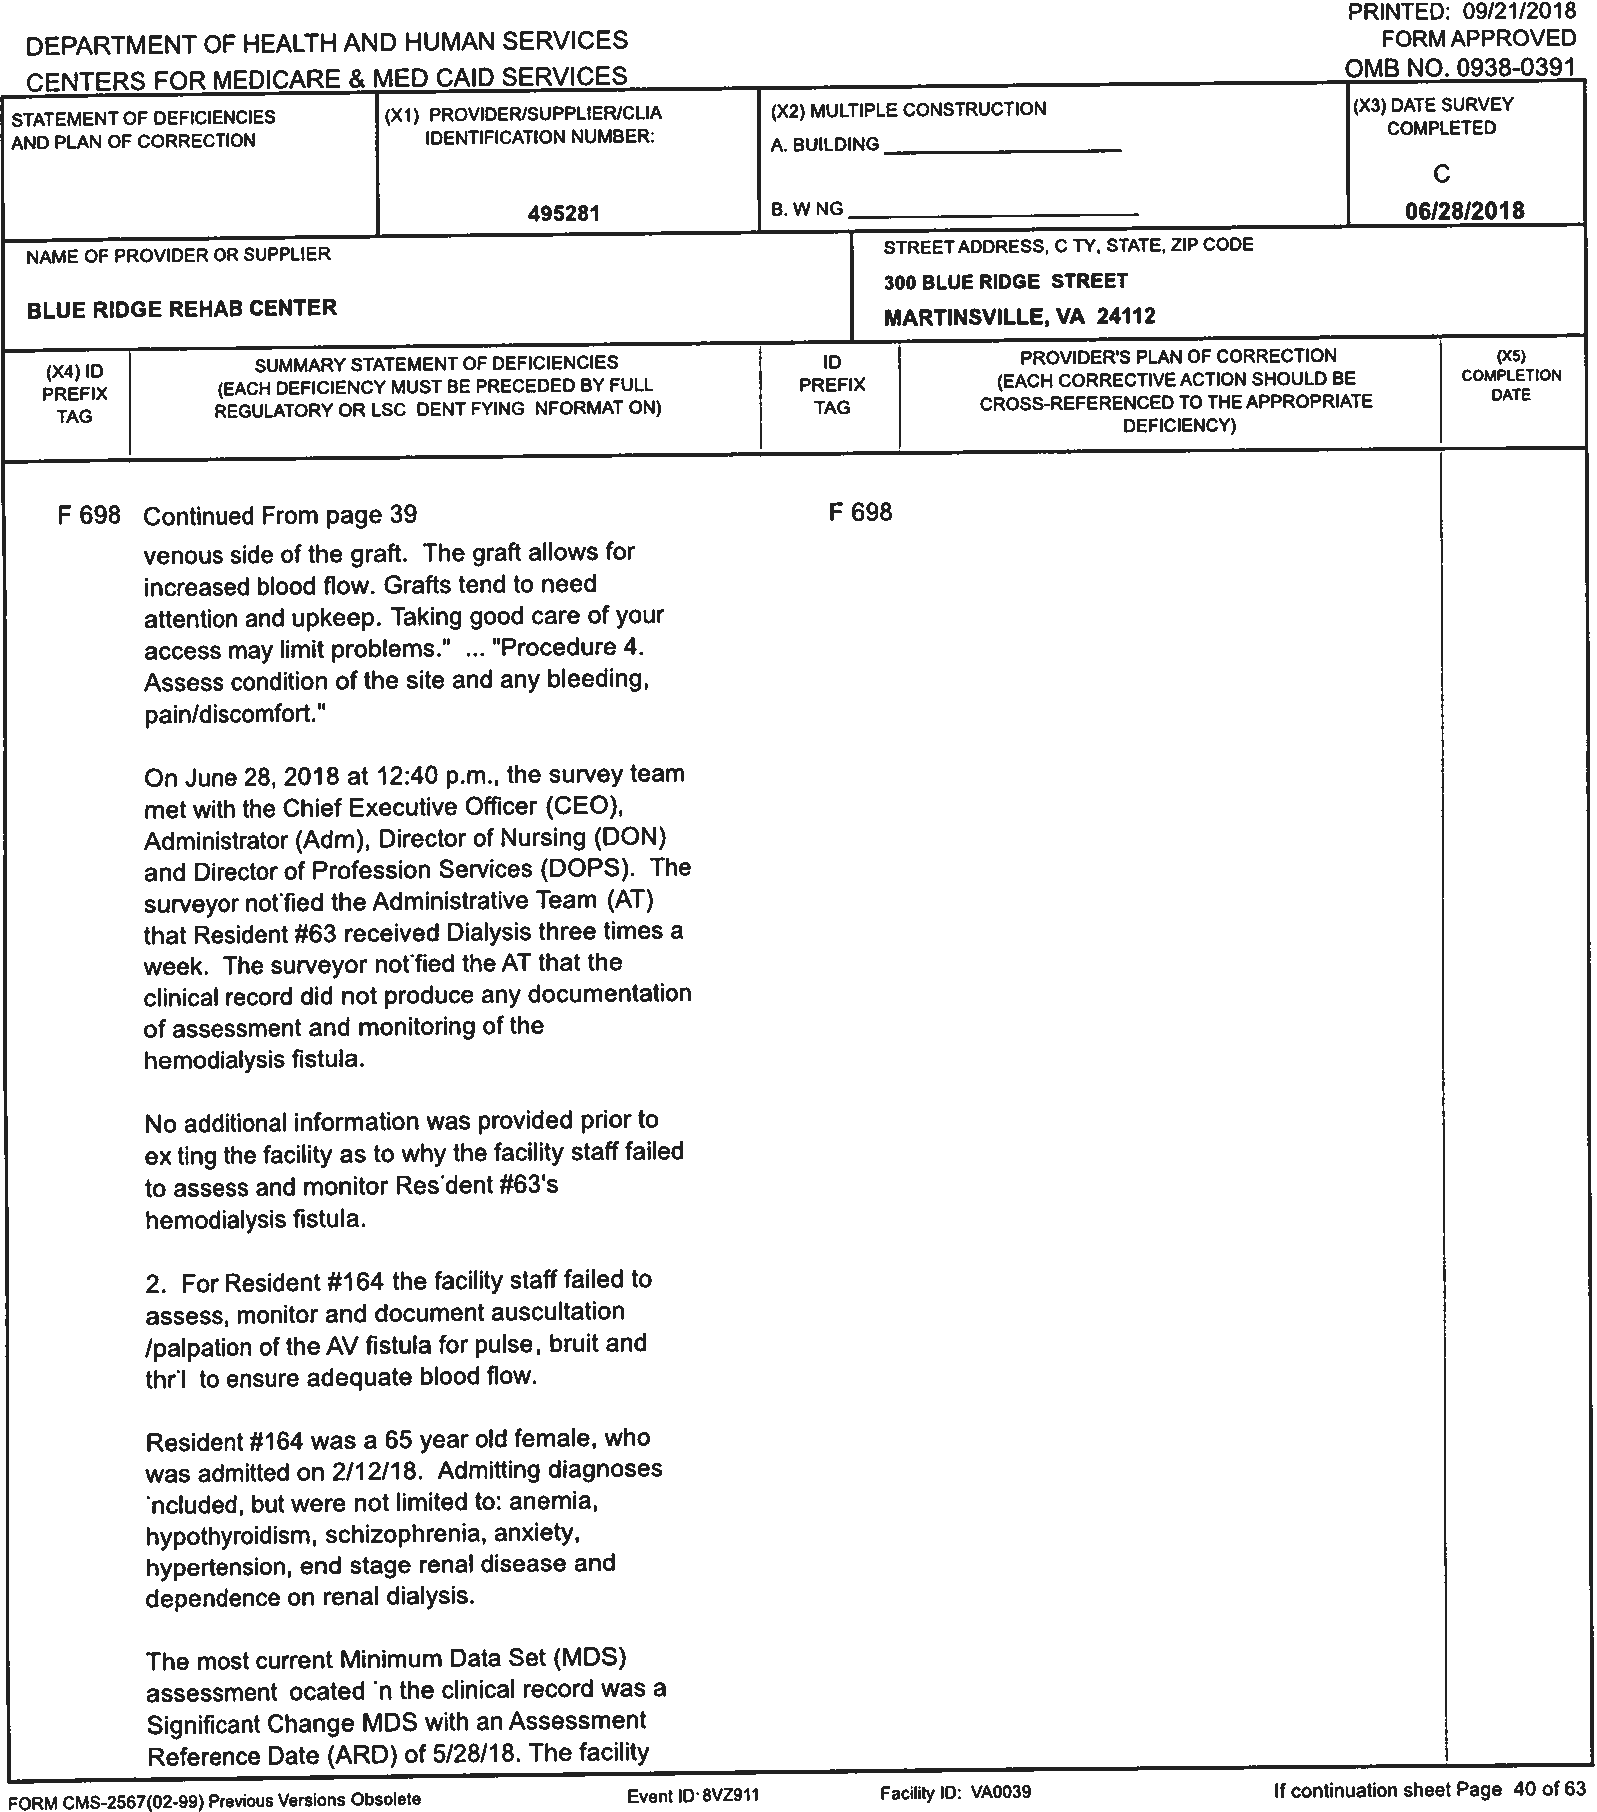 PRINTED: 09/21/2018
DEPARTMENT OF HEALTH AND HUMAN SERVICES
FORM APPROVED
CENTERS FOR MEDICARE & MED CAID SERVICES
OMB NO. 0938-0391
STATEMENT OF DEFICIENCIES
AND PLAN OF CORRECTION
(X1) PROVIDER/SUPPLIER/CLIA
IDENTIFICATION NUMBER:
495281
(X2) MULTIPLE CONSTRUCTION
A. BUILDING
B. W NG
(X3) DATE SURVEY
COMPLETED
C
06/28/2018
NAME OF PROVIDER OR SUPPLIER
BLUE RIDGE REHAB CENTER
STREET ADDRESS, C TY, STATE, ZIP CODE
300 BLUE RIDGE STREET
MARTINSVILLE, VA 24112
(X4) ID
PREFIX
TAG
SUMMARY STATEMENT OF DEFICIENCIES
(EACH DEFICIENCY MUST BE PRECEDED BY FULL
REGULATORY OR LSC DENT FYING NFORMAT ON)
ID
PREFIX
TAG
PROVIDER'S PLAN OF CORRECTION
(EACH CORRECTIVE ACTION SHOULD BE
CROSS-REFERENCED TO THE APPROPRIATE
DEFICIENCY)
(X5)
COMPLETION
DATE
F 698 Continued From page 39
F 698
venous side of the graft. The graft allows for
increased blood flow. Grafts tend to need
attention and upkeep. Taking good care of your
access may limit problems." ... "Procedure 4.
Assess condition of the site and any bleeding,
pain/discomfort."
On June 28, 2018 at 12:40 p.m., the survey team
met with the Chief Executive Officer (CEO),
Administrator (Adm), Director of Nursing (DON)
and Director of Profession Services (DOPS). The
surveyor not'fied the Administrative Team (AT)
that Resident #63 received Dialysis three times a
week. The surveyor not'fied the AT that the
clinical record did not produce any documentation
of assessment and monitoring of the
hemodialysis fistula.
No additional information was provided prior to
ex ting the facility as to why the facility staff failed
to assess and monitor Res'dent #63's
hemodialysis fistula.
2. For Resident #164 the facility staff failed to
assess, monitor and document auscultation
/palpation of the AV fistula for pulse, bruit and
thr'l to ensure adequate blood flow.
Resident #164 was a 65 year old female, who
was admitted on 2/12/18. Admitting diagnoses
'ncluded, but were not limited to: anemia,
hypothyroidism, schizophrenia, anxiety,
hypertension, end stage renal disease and
dependence on renal dialysis.
The most current Minimum Data Set (MDS)
assessment ocated 'n the clinical record was a
Significant Change MDS with an Assessment
Reference Date (ARD) of 5/28/18. The facility
FORM CMS-2567(02-99) Previous Versions Obsolete
Event ID: 8VZ911
Facility ID: VA0039
If continuation sheet Page 40 of 63